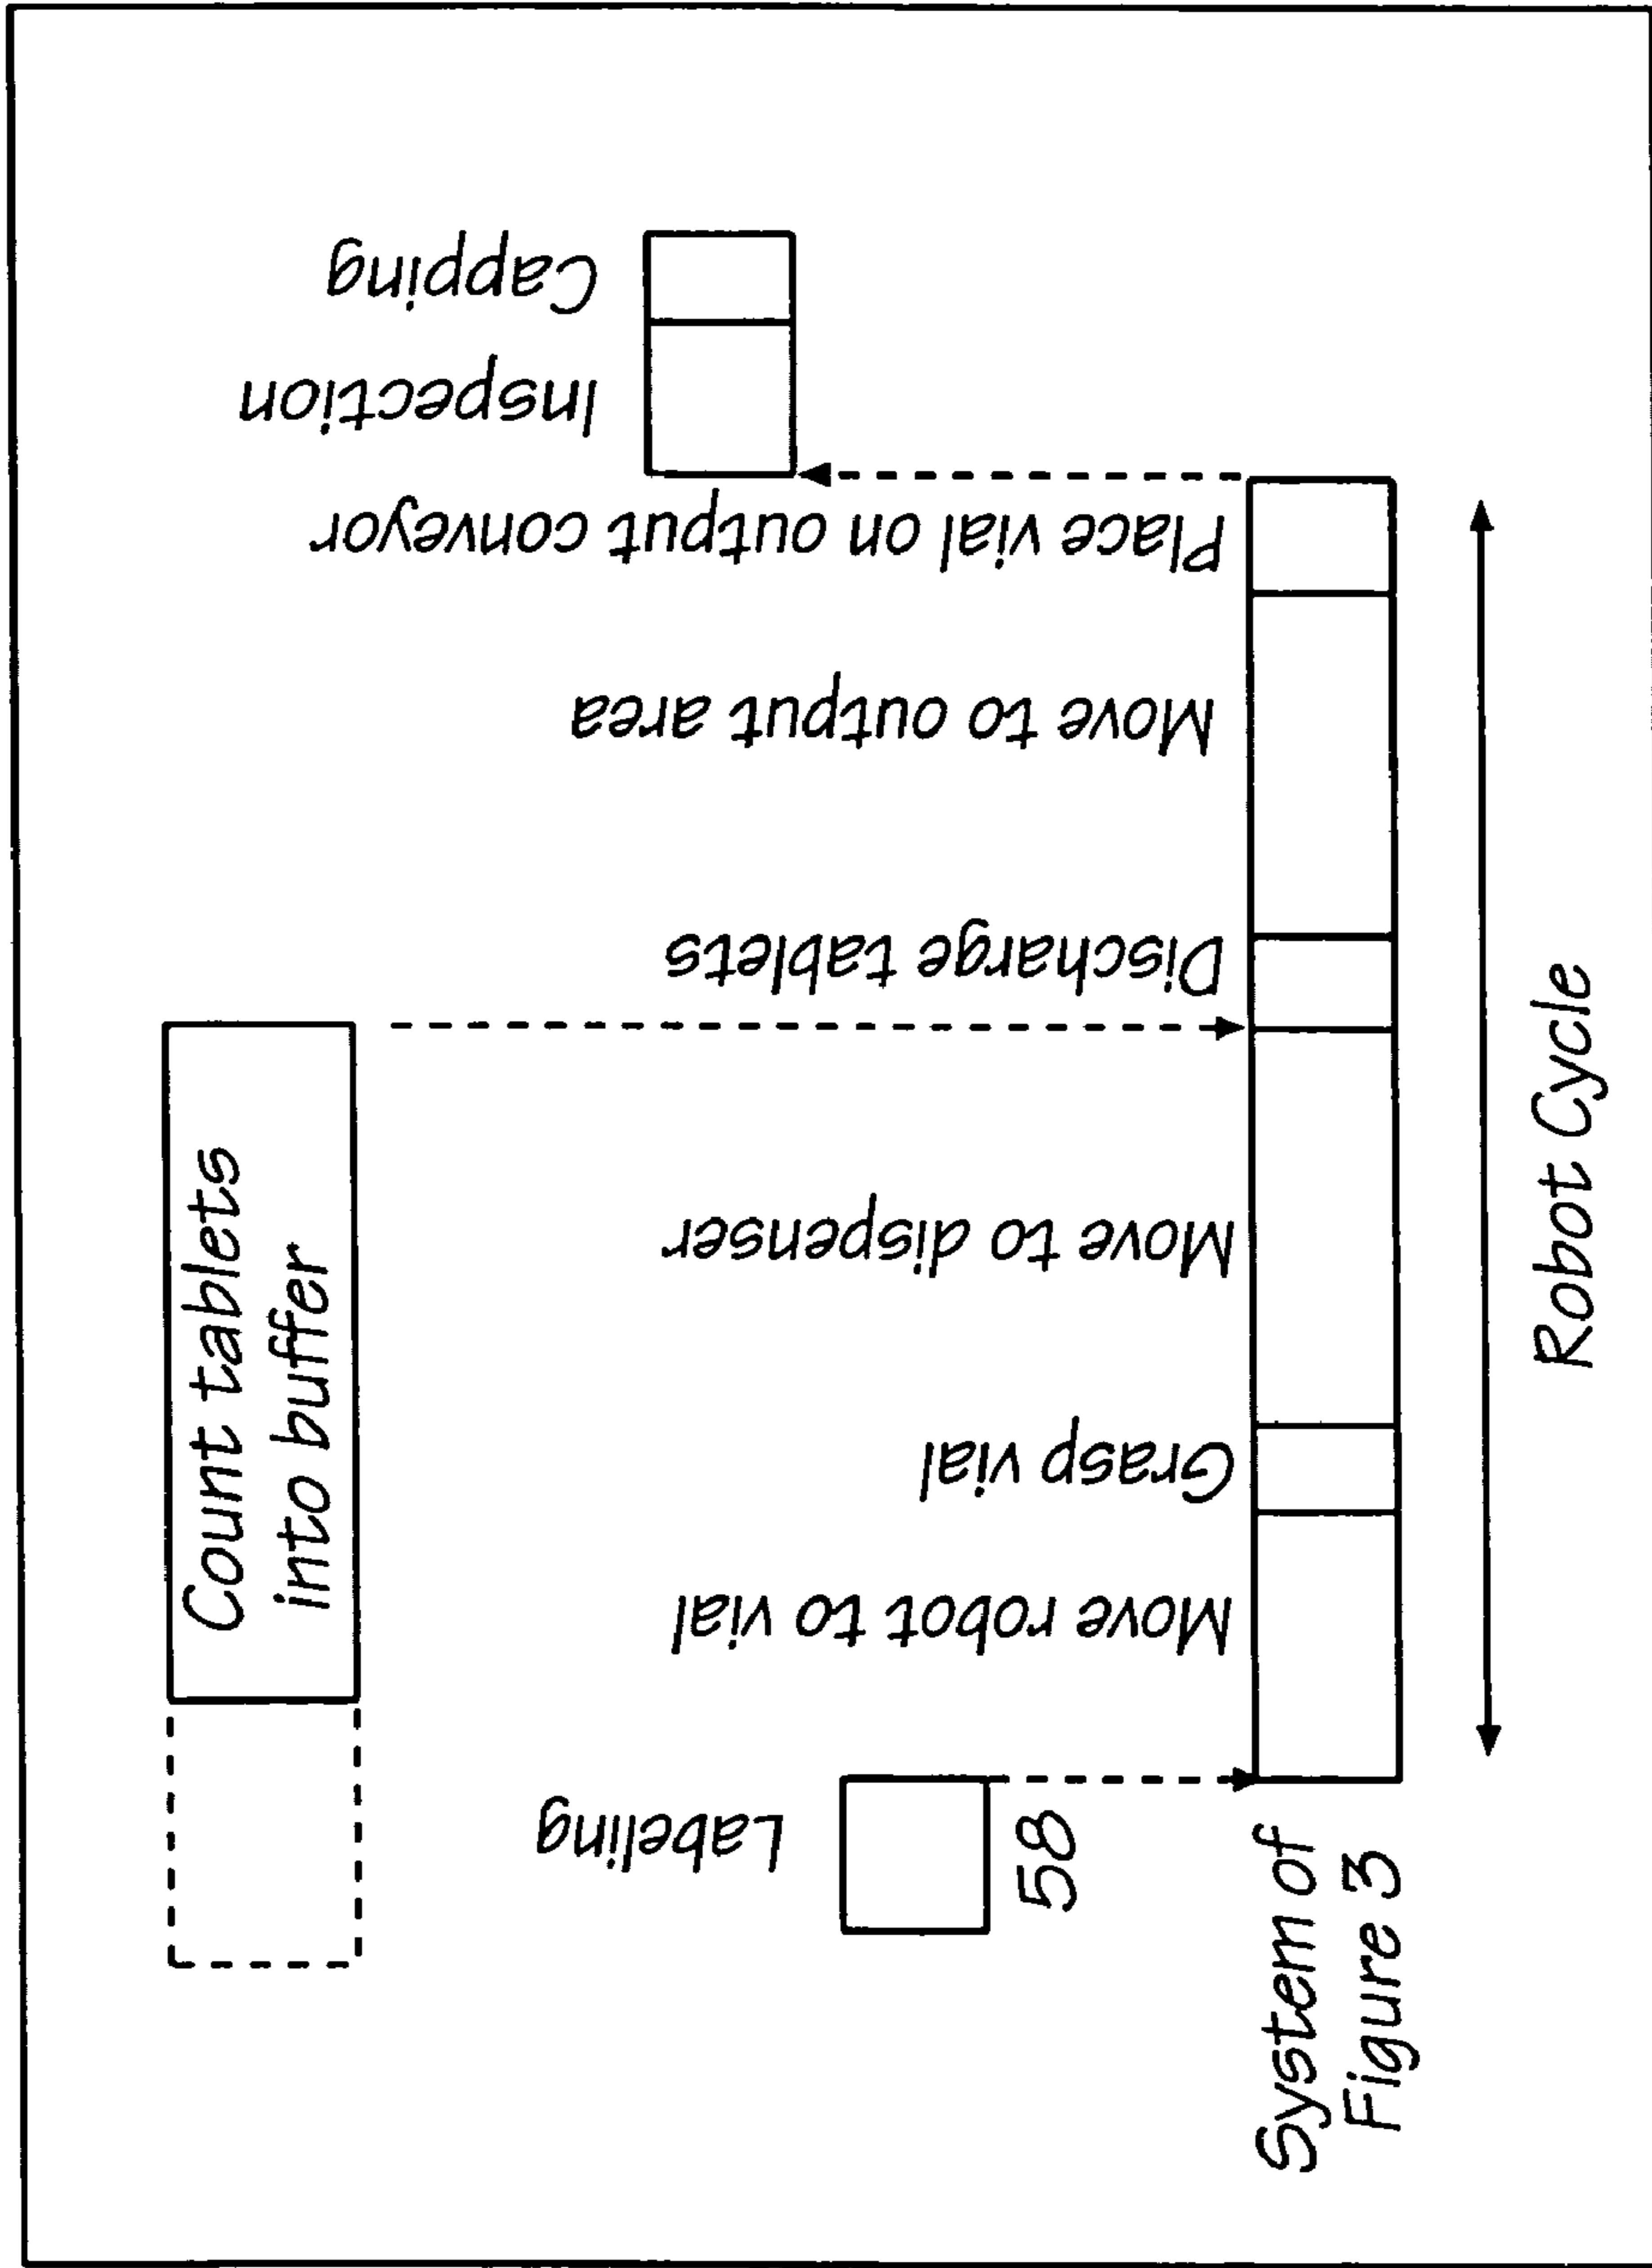 Count tablets
into buffer
Labeling
58
Move robot to vial
Grasp vial
Move to dispenser
Discharge tablets
Move to output area
Place vial on output conveyor
Inspection
Capping
System of
Figure 3
Robot Cycle